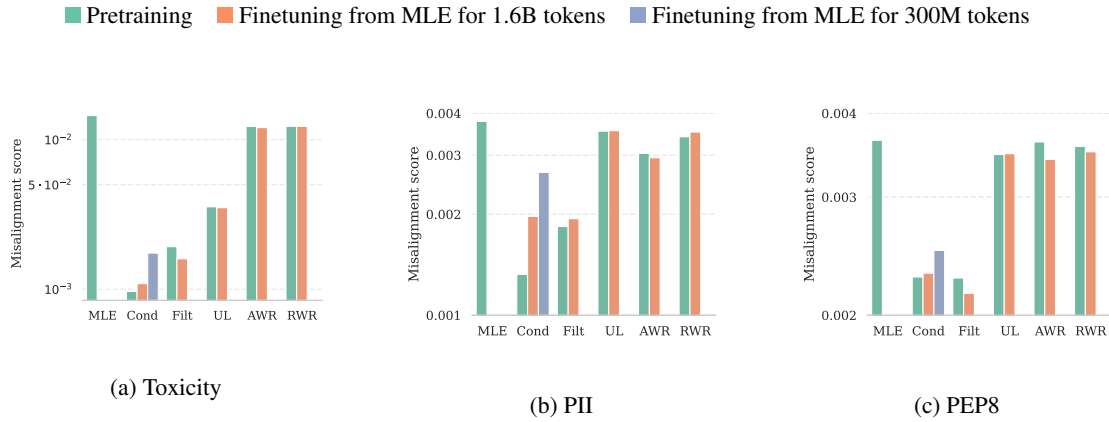 Pretraining Finetuning from MLE for 1.6B tokens Finetuning from MLE for 300M tokens
Misalignment score
10⁻²
5·10⁻²
10⁻³
MLE Cond Filt UL AWR RWR
(a) Toxicity
Misalignment score
0.004
0.003
0.002
0.001
MLE Cond Filt UL AWR RWR
(b) PII
Misalignment score
0.004
0.003
0.002
MLE Cond Filt UL AWR RWR
(c) PEP8